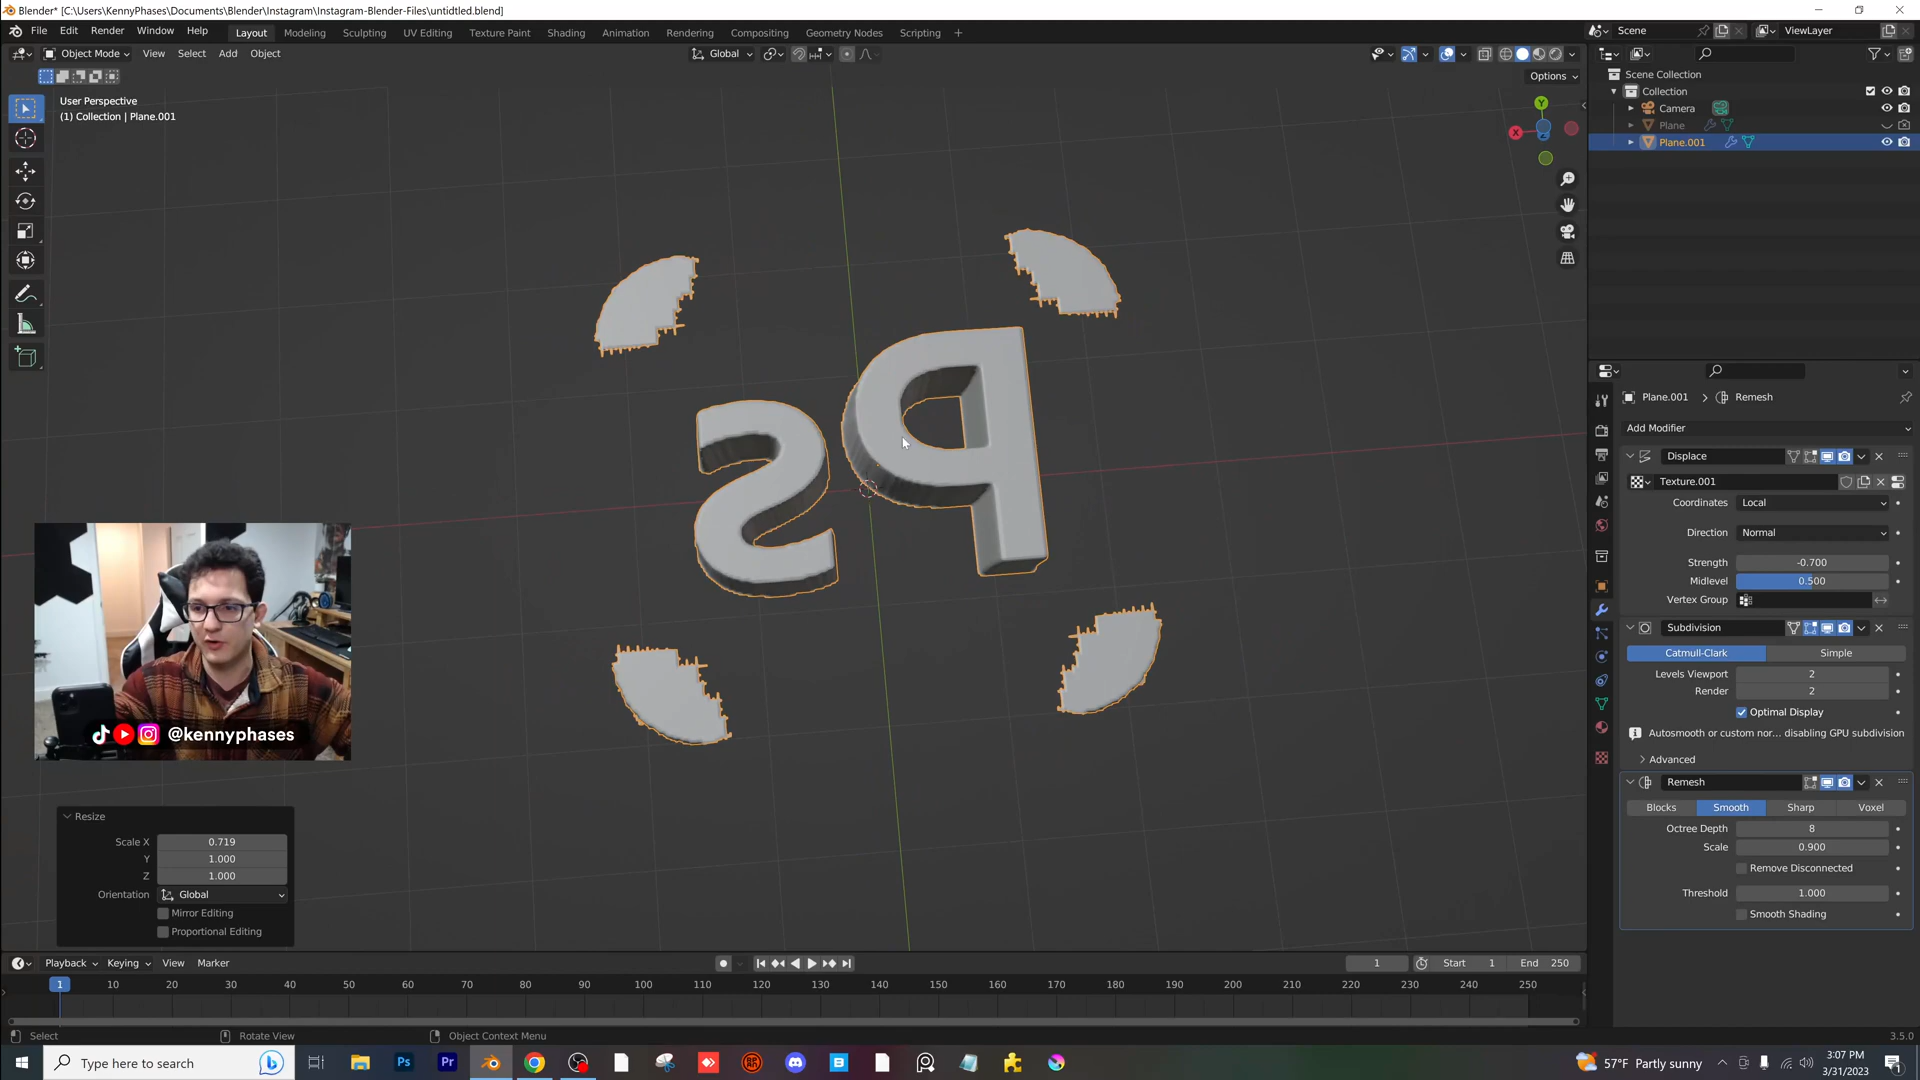 Blender* [C:\Users\KennyPhases\Documents\Blender\Instagram\Instagram-Blender-Files\untidtled.blend]
File Edit Render Window Help Layout Modeling Sculpting UV Editing Texture Paint Shading Animation Rendering Compositing Geometry Nodes Scripting +
Scene ViewLayer
Object Mode View Select Add Object Global
Options
User Perspective
(1) Collection | Plane.001
Scene Collection
Collection
Camera
Plane
Plane.001
X
Y
PS
Plane.001 > Remesh
Add Modifier
Displace
Texture.001
Coordinates Local
Direction Normal
Strength -0.700
Midlevel 0.500
Vertex Group
Subdivision
Catmull-Clark Simple
Levels Viewport 2
Render 2
Optimal Display
Autosmooth or custom nor... disabling GPU subdivision
Advanced
Remesh
Blocks Smooth Sharp Voxel
Octree Depth 8
Scale 0.900
Remove Disconnected
Threshold 1.000
Smooth Shading
@kennyphases
Resize
Scale X 0.719
Y 1.000
Z 1.000
Orientation Global
Mirror Editing
Proportional Editing
Playback Keying View Marker 1 Start 1 End 250
1 10 20 30 40 50 60 70 80 90 100 110 120 130 140 150 160 170 180 190 200 210 220 230 240 250
Select Rotate View Object Context Menu 3.5.0
Type here to search Ps Pr 57°F Partly sunny 3:07 PM
3/31/2023